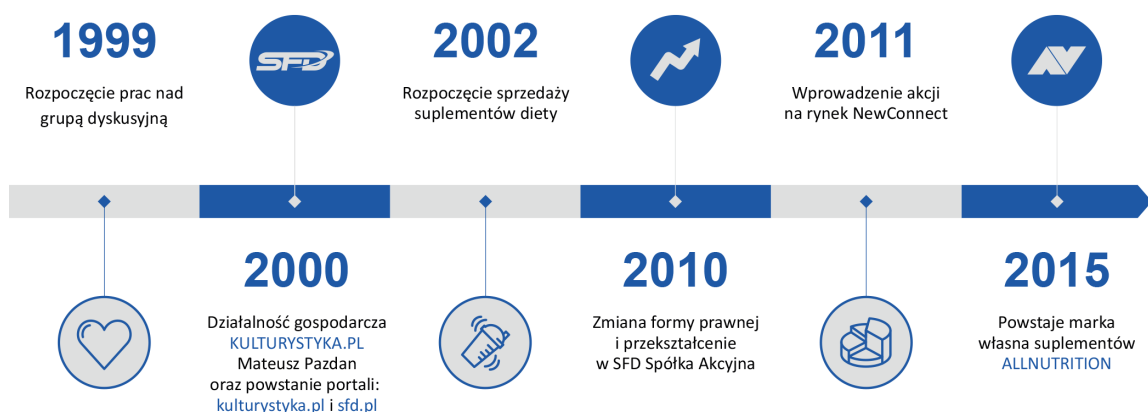 1999
Rozpoczęcie prac nad
grupą dyskusyjną
SFD
2000
Działalność gospodarcza
KULTURYSTYKA.PL
Mateusz Pazdan
oraz powstanie portali:
kulturystyka.pl i sfd.pl
2002
Rozpoczęcie sprzedaży
suplementów diety
2010
Zmiana formy prawnej
i przekształcenie
w SFD Spółka Akcyjna
2011
Wprowadzenie akcji
na rynek NewConnect
2015
Powstaje marka
własna suplementów
ALLNUTRITION